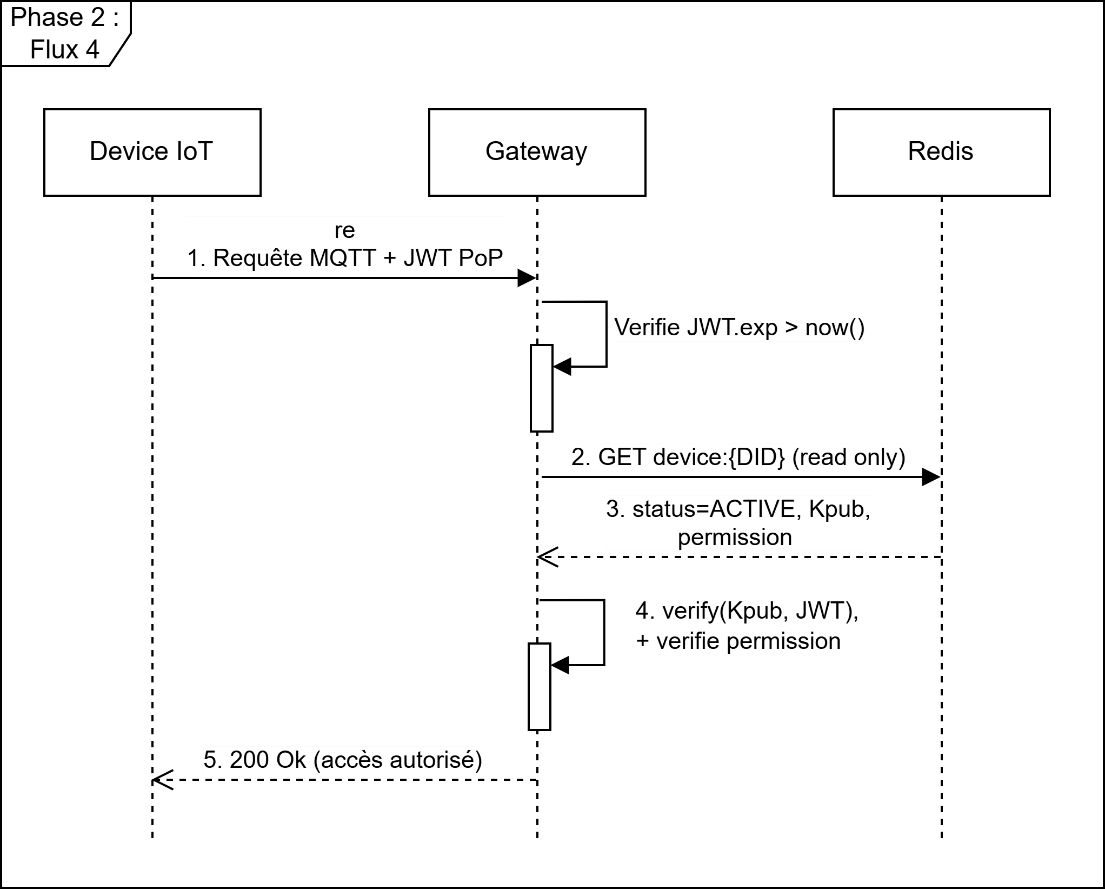 Phase 2 :
Flux 4
Device IoT
Gateway
Redis
re
1. Requête MQTT + JWT PoP
Verifie JWT.exp > now()
2. GET device:{DID} (read only)
3. status=ACTIVE, Kpub,
permission
4. verify(Kpub, JWT),
+ verifie permission
5. 200 Ok (accès autorisé)